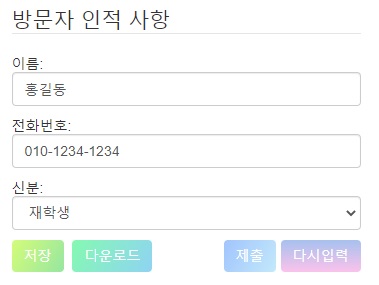 방문자 인적 사항
이름:
홍길동
전화번호:
010-1234-1234
신분:
재학생
저장 다운로드 제출 다시입력